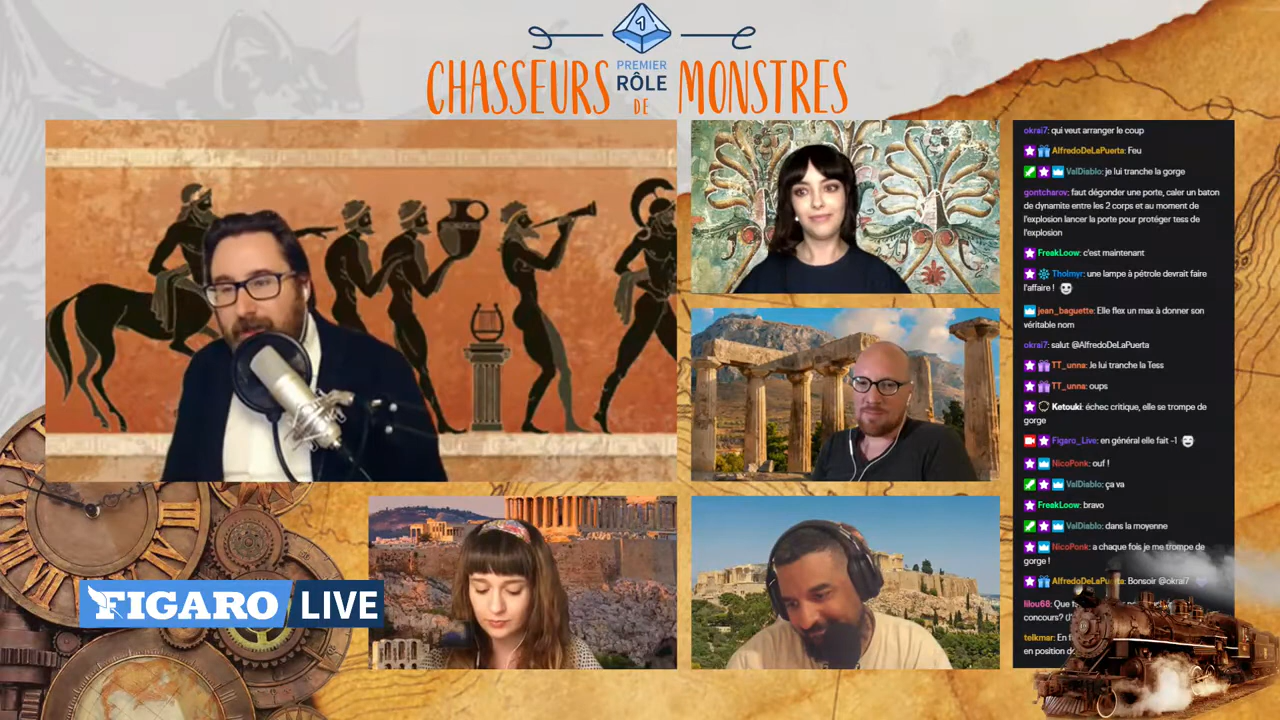 1
PREMIER
RÔLE
CHASSEURS DE MONSTRES
okrai7: qui veut arranger le coup
AlfredoDeLaPuerta: Feu
ValDiablo: je lui tranche la gorge
gontcharov: faut dégonder une porte, caler un baton
de dynamite entre les 2 corps et au moment de
l'explosion lancer la porte pour protéger tess de
l'explosion
FreakLoow: c'est maintenant
Tholmyr: une lampe à pétrole devrait faire
l'affaire !
jean_baguette: Elle flex un max à donner son
véritable nom
okrai7: salut @AlfredoDeLaPuerta
TT_unna: Je lui tranche la Tess
TT_unna: oups
Ketouki: échec critique, elle se trompe de
gorge
Figaro_Live: en général elle fait -1
NicoPonk: ouf !
ValDiablo: ça va
FreakLoow: bravo
ValDiablo: dans la moyenne
NicoPonk: a chaque fois je me trompe de
gorge !
AlfredoDeLaPuerta: Bonsoir @okrai7
lilou68: Que
concours?
telkmar: En
en position
FIGARO LIVE